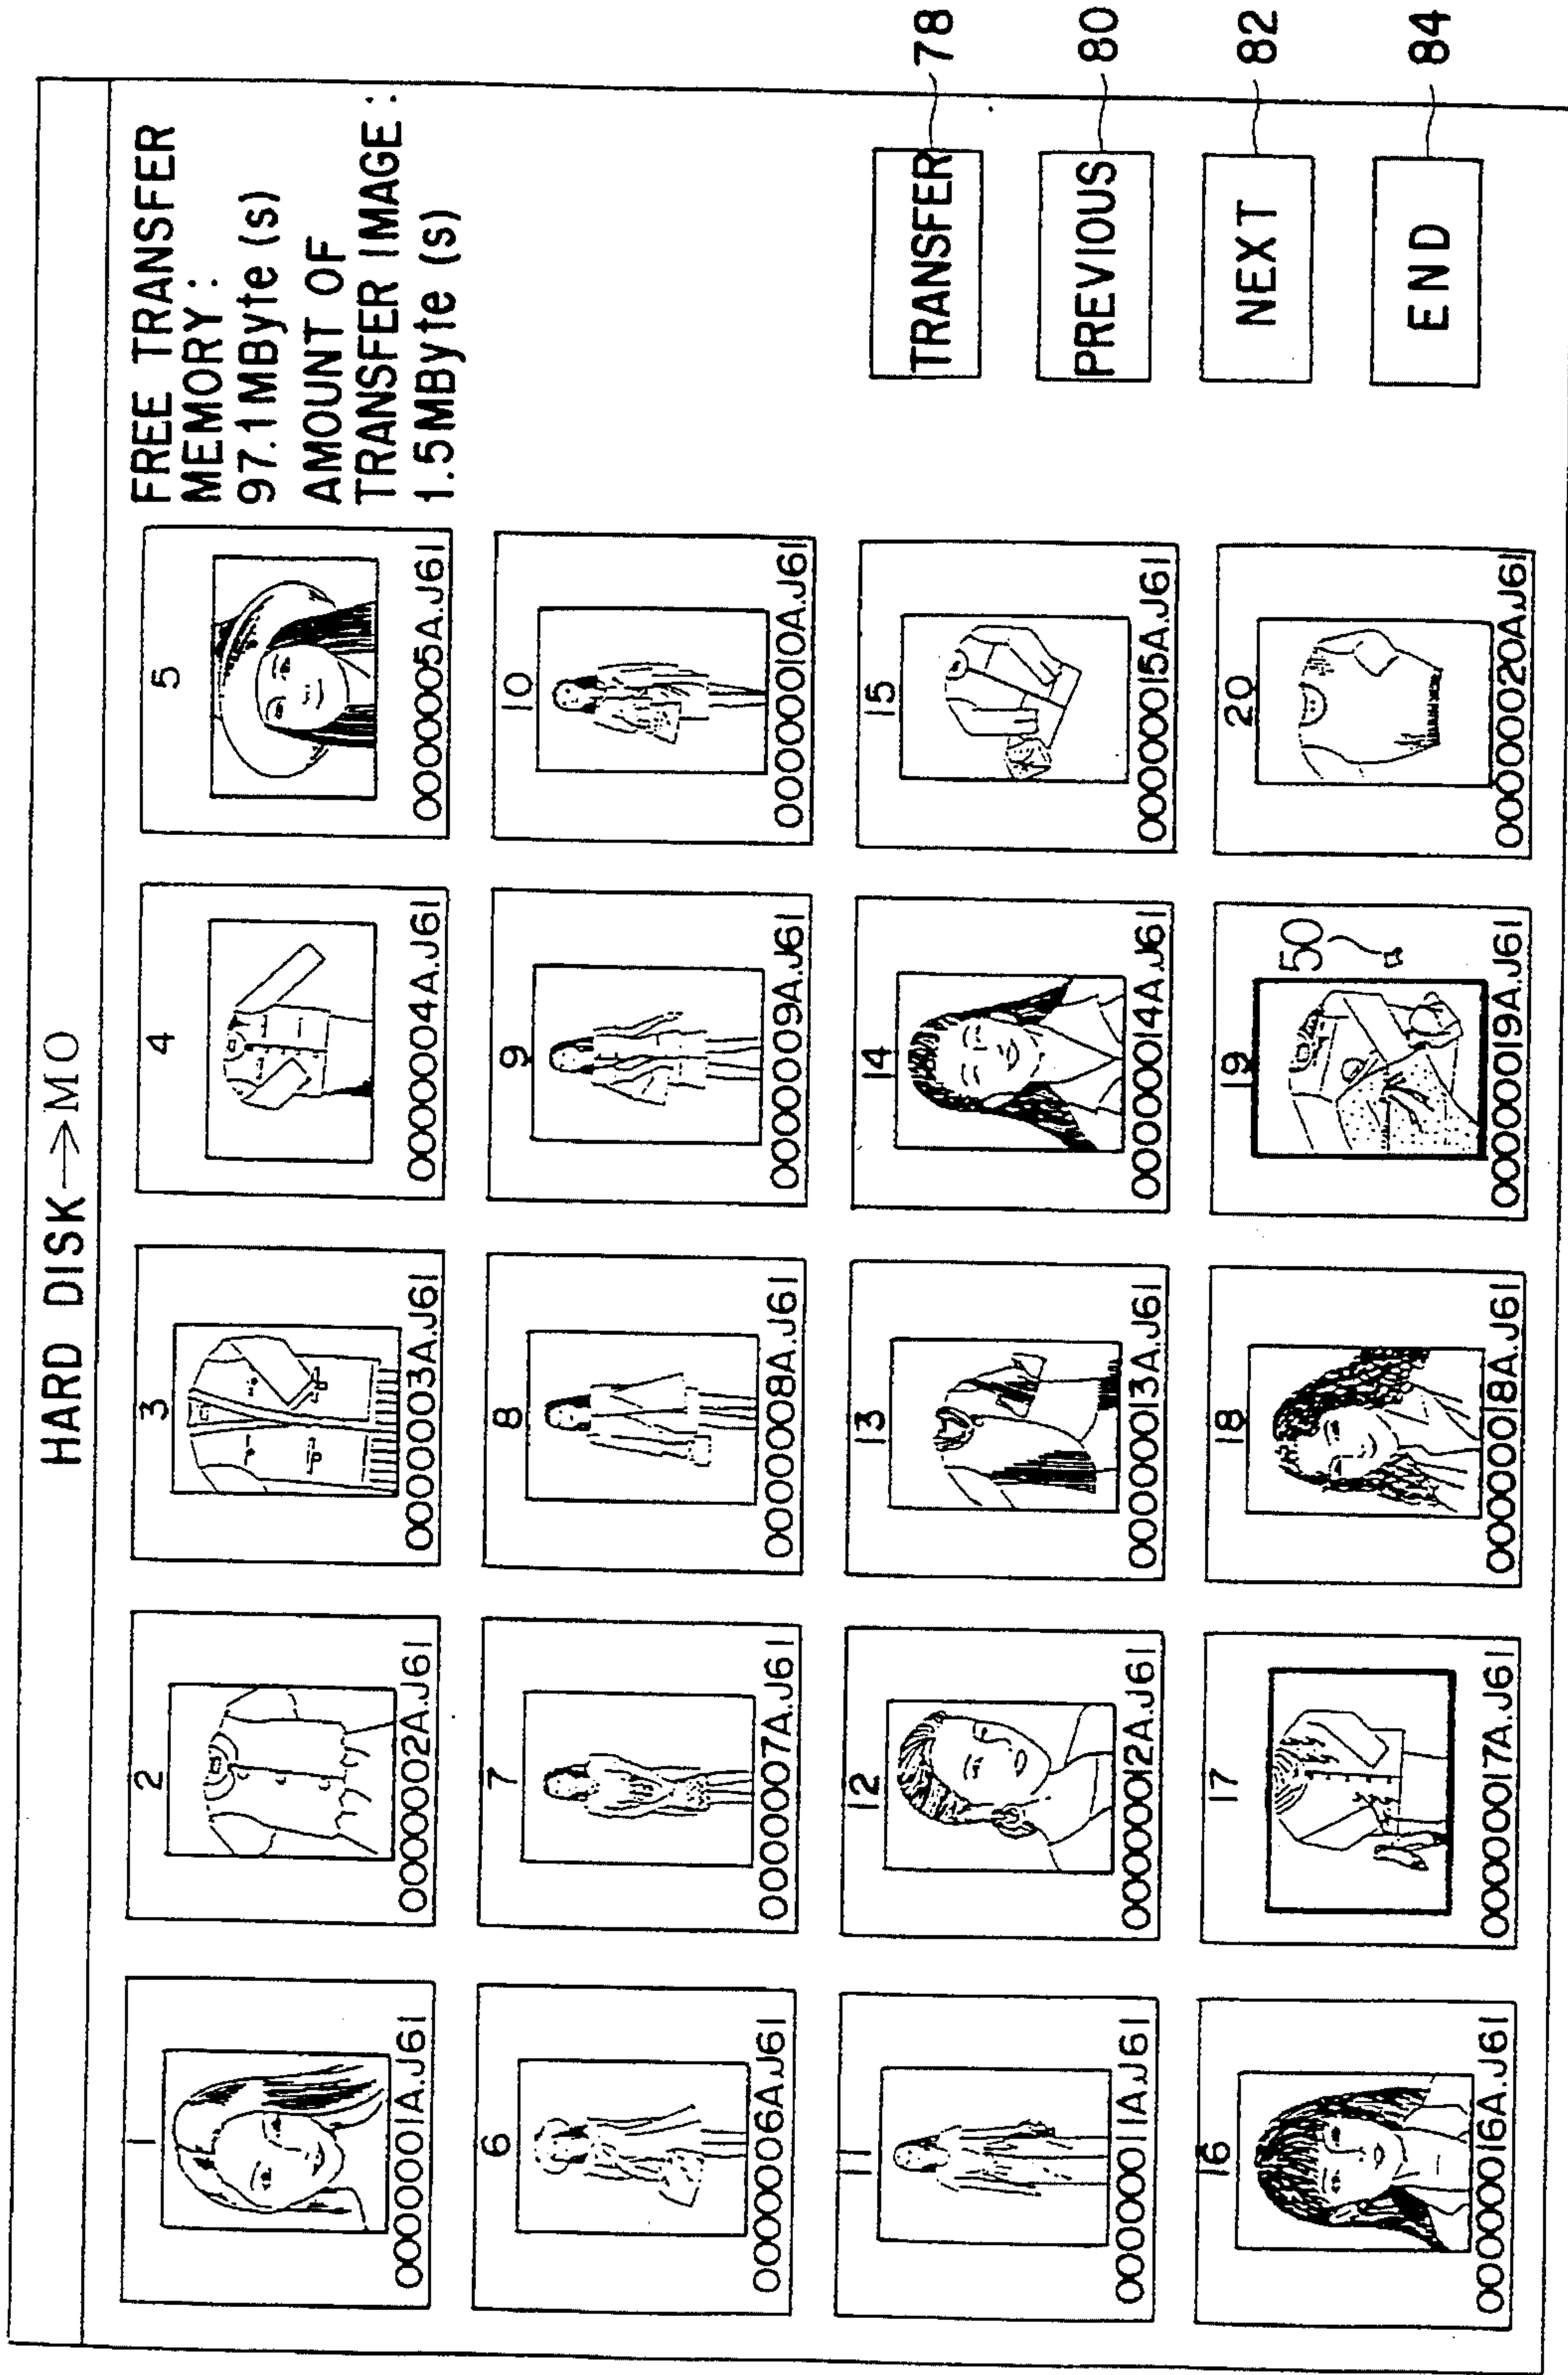 HARD DISK→MO
1
0000001A.J61
2
0000002A.J61
3
0000003A.J61
4
0000004A.J61
5
0000005A.J61
FREE TRANSFER
MEMORY:
97.1MByte (s)
AMOUNT OF
TRANSFER IMAGE:
1.5MByte (s)
6
0000006A.J61
7
0000007A.J61
8
0000008A.J61
9
0000009A.J61
10
0000010A.J61
11
0000011A.J61
12
0000012A.J61
13
0000013A.J61
14
0000014A.J61
15
0000015A.J61
16
0000016A.J61
17
0000017A.J61
18
0000018A.J61
19
50
0000019A.J61
20
0000020A.J61
TRANSFER
78
PREVIOUS
80
NEXT
82
END
84